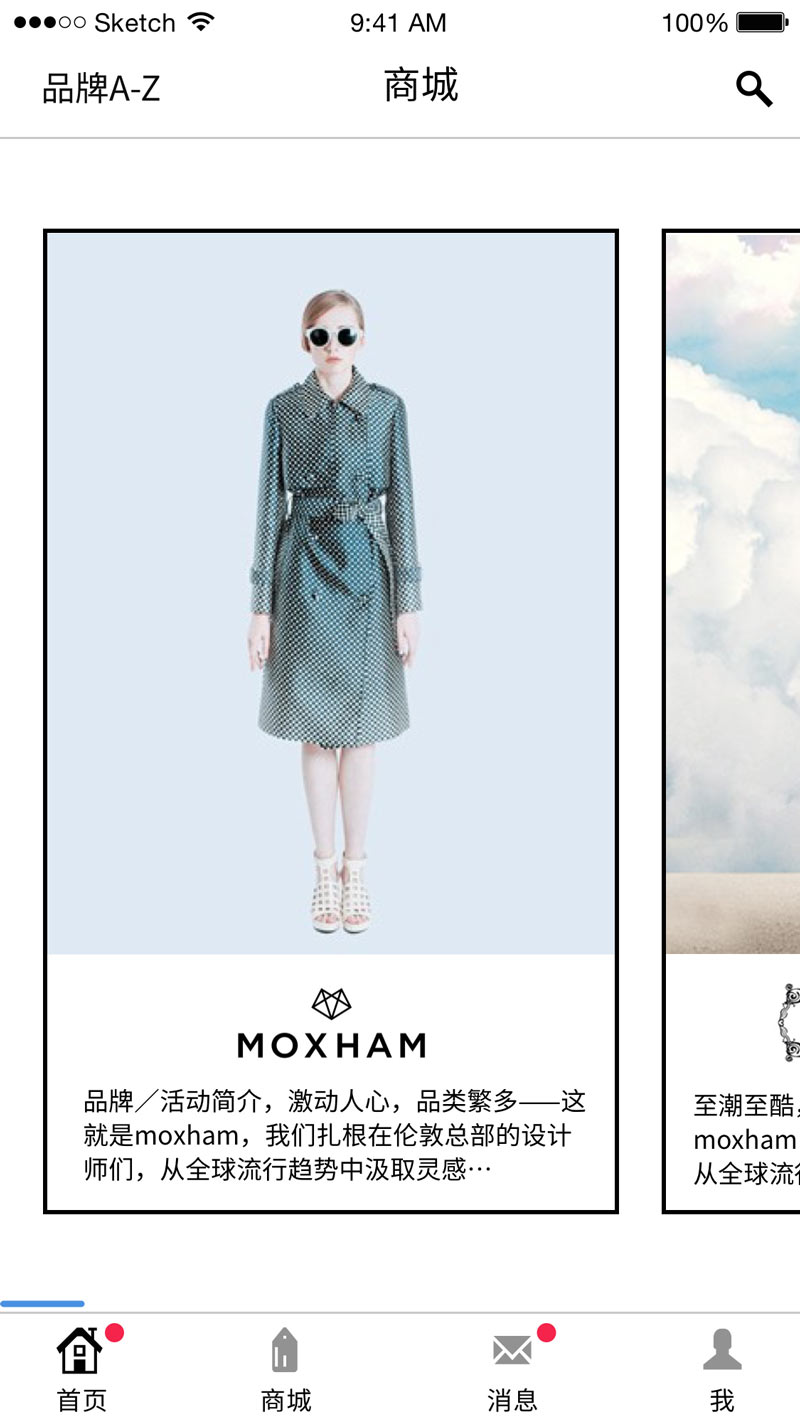 Sketch 9:41 AM 100%
品牌A-Z 商城
MOXHAM
品牌／活动简介，激动人心，品类繁多——这
就是moxham，我们扎根在伦敦总部的设计
师们，从全球流行趋势中汲取灵感…
至潮至酷，
moxham
从全球流行
首页 商城 消息 我